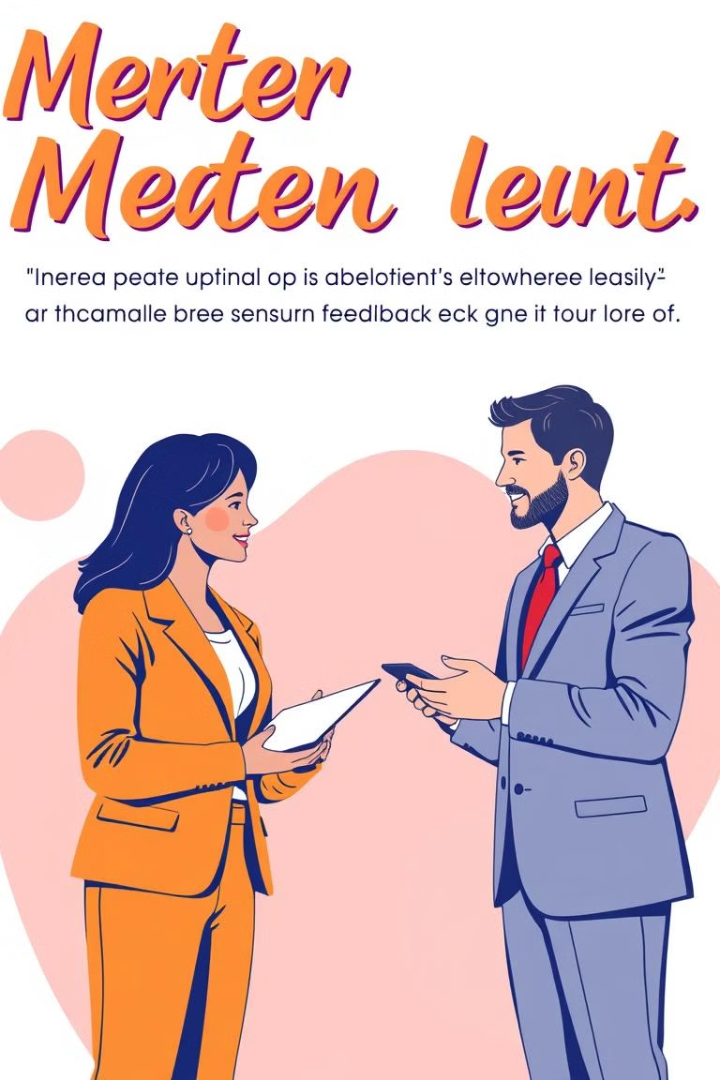 Merter
Medten leint.
"Inerea peate uptinal op is abelotient's eltowheree leasily"-
ar thcamalle bree sensurn feedlback eck gne it tour lore of.